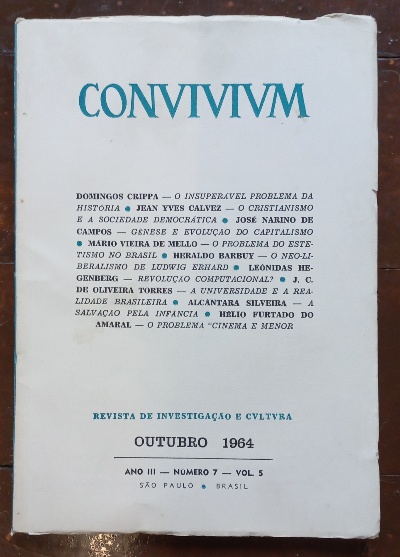 CONVIVIVM
DOMINGOS CRIPPA — O INSUPERÁVEL PROBLEMA DA
HISTÓRIA ● JEAN YVES CALVEZ — O CRISTIANISMO
E A SOCIEDADE DEMOCRÁTICA ● JOSÉ NARINO DE
CAMPOS — GÊNESE E EVOLUÇÃO DO CAPITALISMO
● MÁRIO VIEIRA DE MELLO — O PROBLEMA DO ESTE-
TISMO NO BRASIL ● HERALDO BARBUY — O NEO-LI-
BERALISMO DE LUDWIG ERHARD ● LEÔNIDAS HE-
GENBERG — REVOLUÇÃO COMPUTACIONAL? ● J. C.
DE OLIVEIRA TORRES — A UNIVERSIDADE E A REA-
LIDADE BRASILEIRA ● ALCÂNTARA SILVEIRA — A
SALVAÇÃO PELA INFÂNCIA ● HÉLIO FURTADO DO
AMARAL — O PROBLEMA "CINEMA E MENOR
REVISTA DE INVESTIGAÇÃO E CVLTVRA
OUTUBRO 1964
ANO III — NÚMERO 7 — VOL. 5
SÃO PAULO ● BRASIL